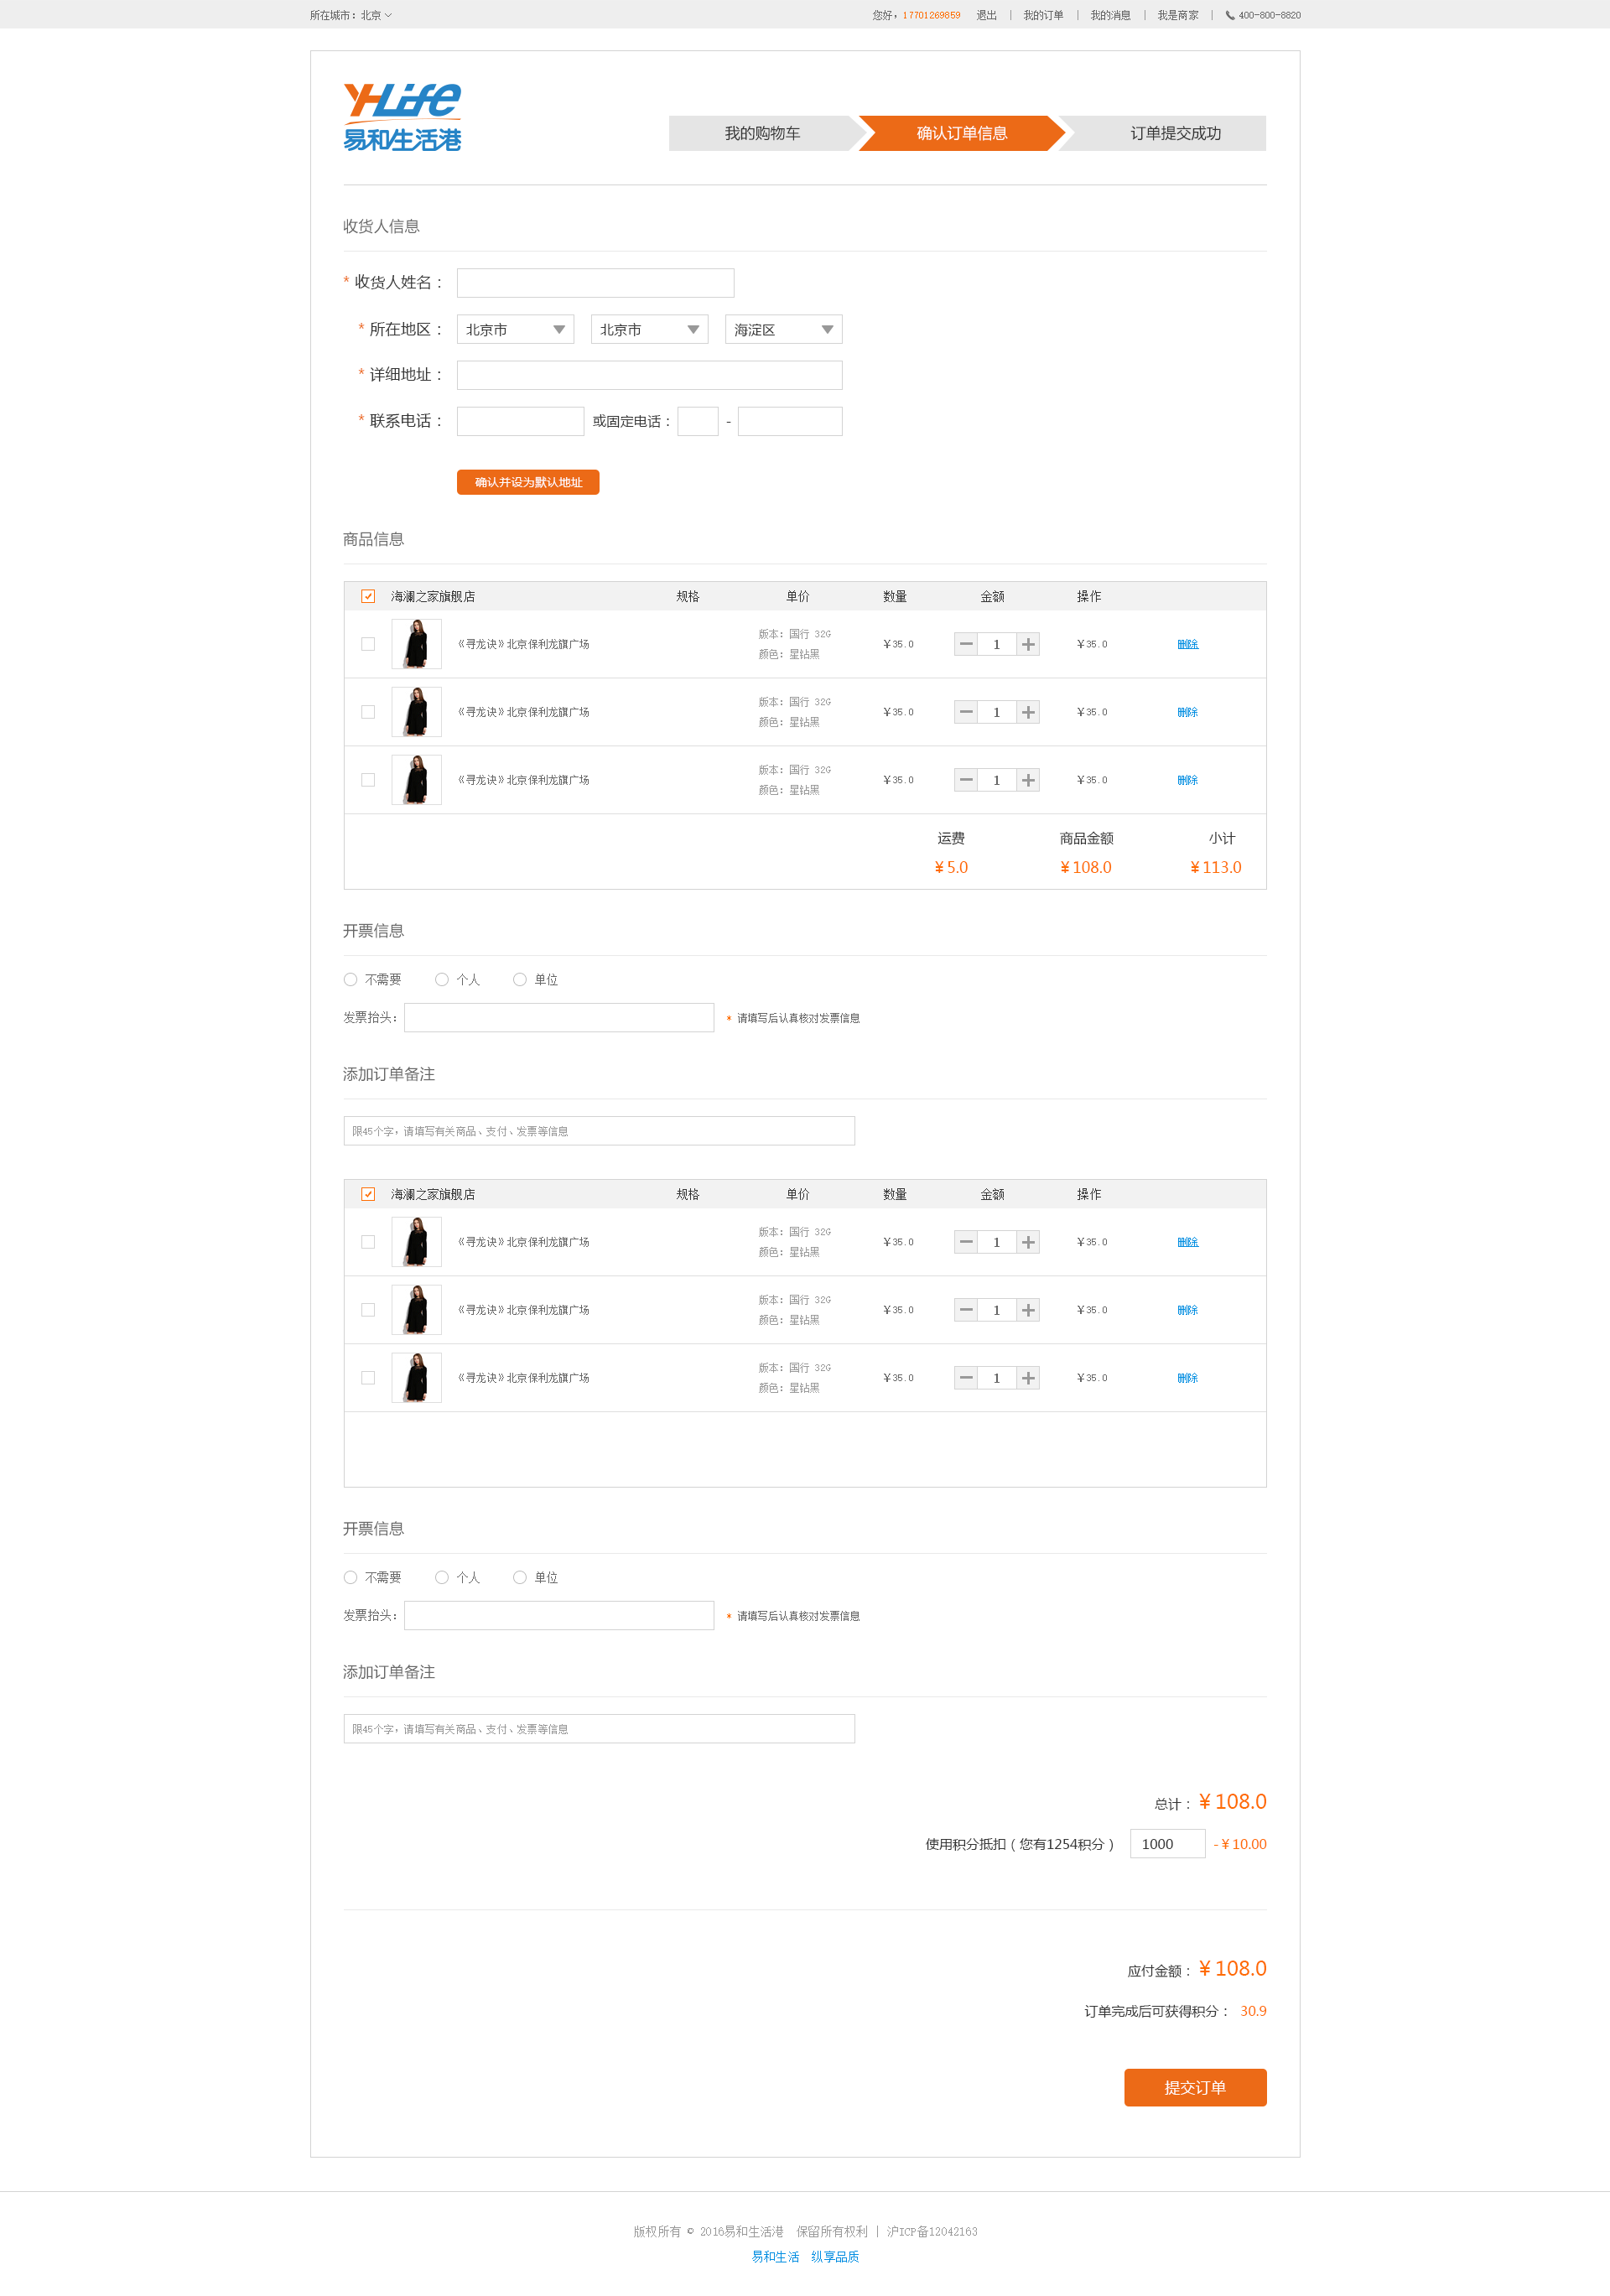 所在城市：北京
您好，17701269859 退出 | 我的订单 | 我的消息 | 我是商家 | 400-800-8820
YHLife
易和生活港
我的购物车 确认订单信息 订单提交成功
收货人信息
* 收货人姓名：
* 所在地区： 北京市 北京市 海淀区
* 详细地址：
* 联系电话： 或固定电话： -
确认并设为默认地址
商品信息
海澜之家旗舰店 规格 单价 数量 金额 操作
《寻龙诀》北京保利龙旗广场 版本：国行 32G ¥35.0 1 ¥35.0 删除
颜色：星钻黑
《寻龙诀》北京保利龙旗广场 版本：国行 32G ¥35.0 1 ¥35.0 删除
颜色：星钻黑
《寻龙诀》北京保利龙旗广场 版本：国行 32G ¥35.0 1 ¥35.0 删除
颜色：星钻黑
运费 商品金额 小计
¥5.0 ¥108.0 ¥113.0
开票信息
不需要 个人 单位
发票抬头： * 请填写后认真核对发票信息
添加订单备注
限45个字，请填写有关商品、支付、发票等信息
海澜之家旗舰店 规格 单价 数量 金额 操作
《寻龙诀》北京保利龙旗广场 版本：国行 32G ¥35.0 1 ¥35.0 删除
颜色：星钻黑
《寻龙诀》北京保利龙旗广场 版本：国行 32G ¥35.0 1 ¥35.0 删除
颜色：星钻黑
《寻龙诀》北京保利龙旗广场 版本：国行 32G ¥35.0 1 ¥35.0 删除
颜色：星钻黑
开票信息
不需要 个人 单位
发票抬头： * 请填写后认真核对发票信息
添加订单备注
限45个字，请填写有关商品、支付、发票等信息
总计：¥108.0
使用积分抵扣（您有1254积分） 1000 -¥10.00
应付金额：¥108.0
订单完成后可获得积分： 30.9
提交订单
版权所有 © 2016易和生活港 保留所有权利 | 沪ICP备12042163
易和生活 纵享品质